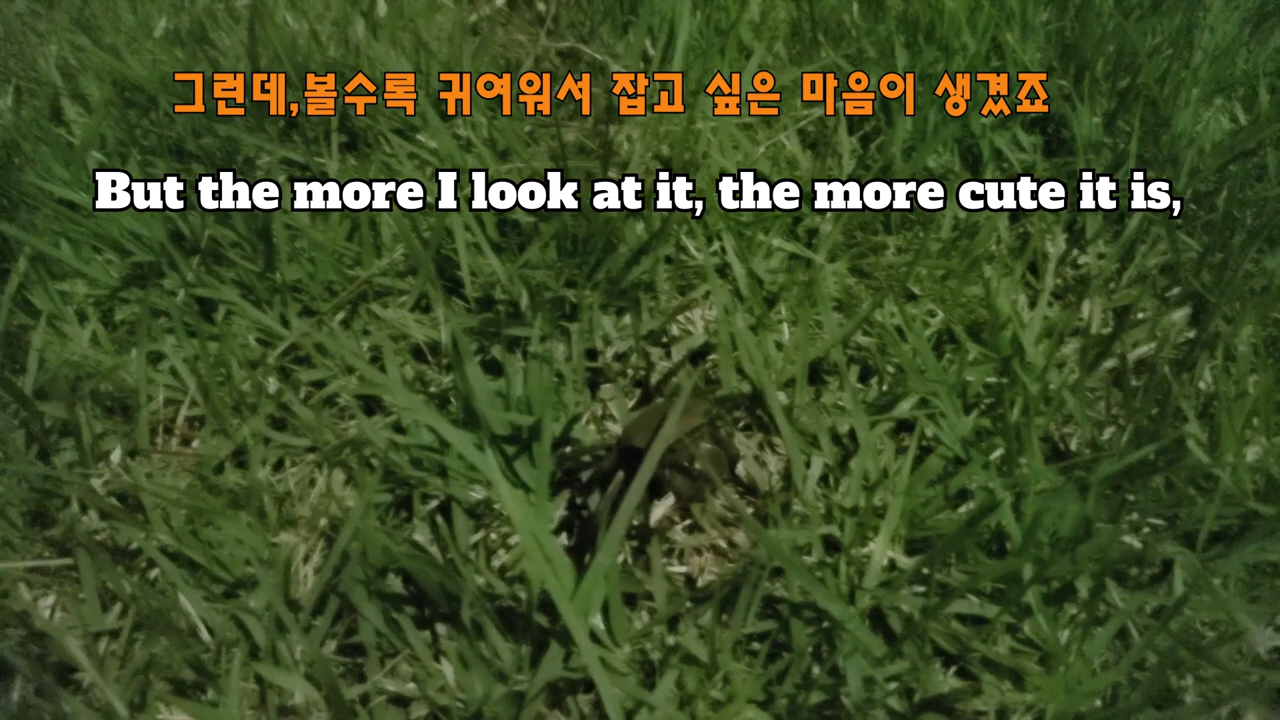 그런데,볼수록 귀여워서 잡고 싶은 마음이 생겼죠
But the more I look at it, the more cute it is,